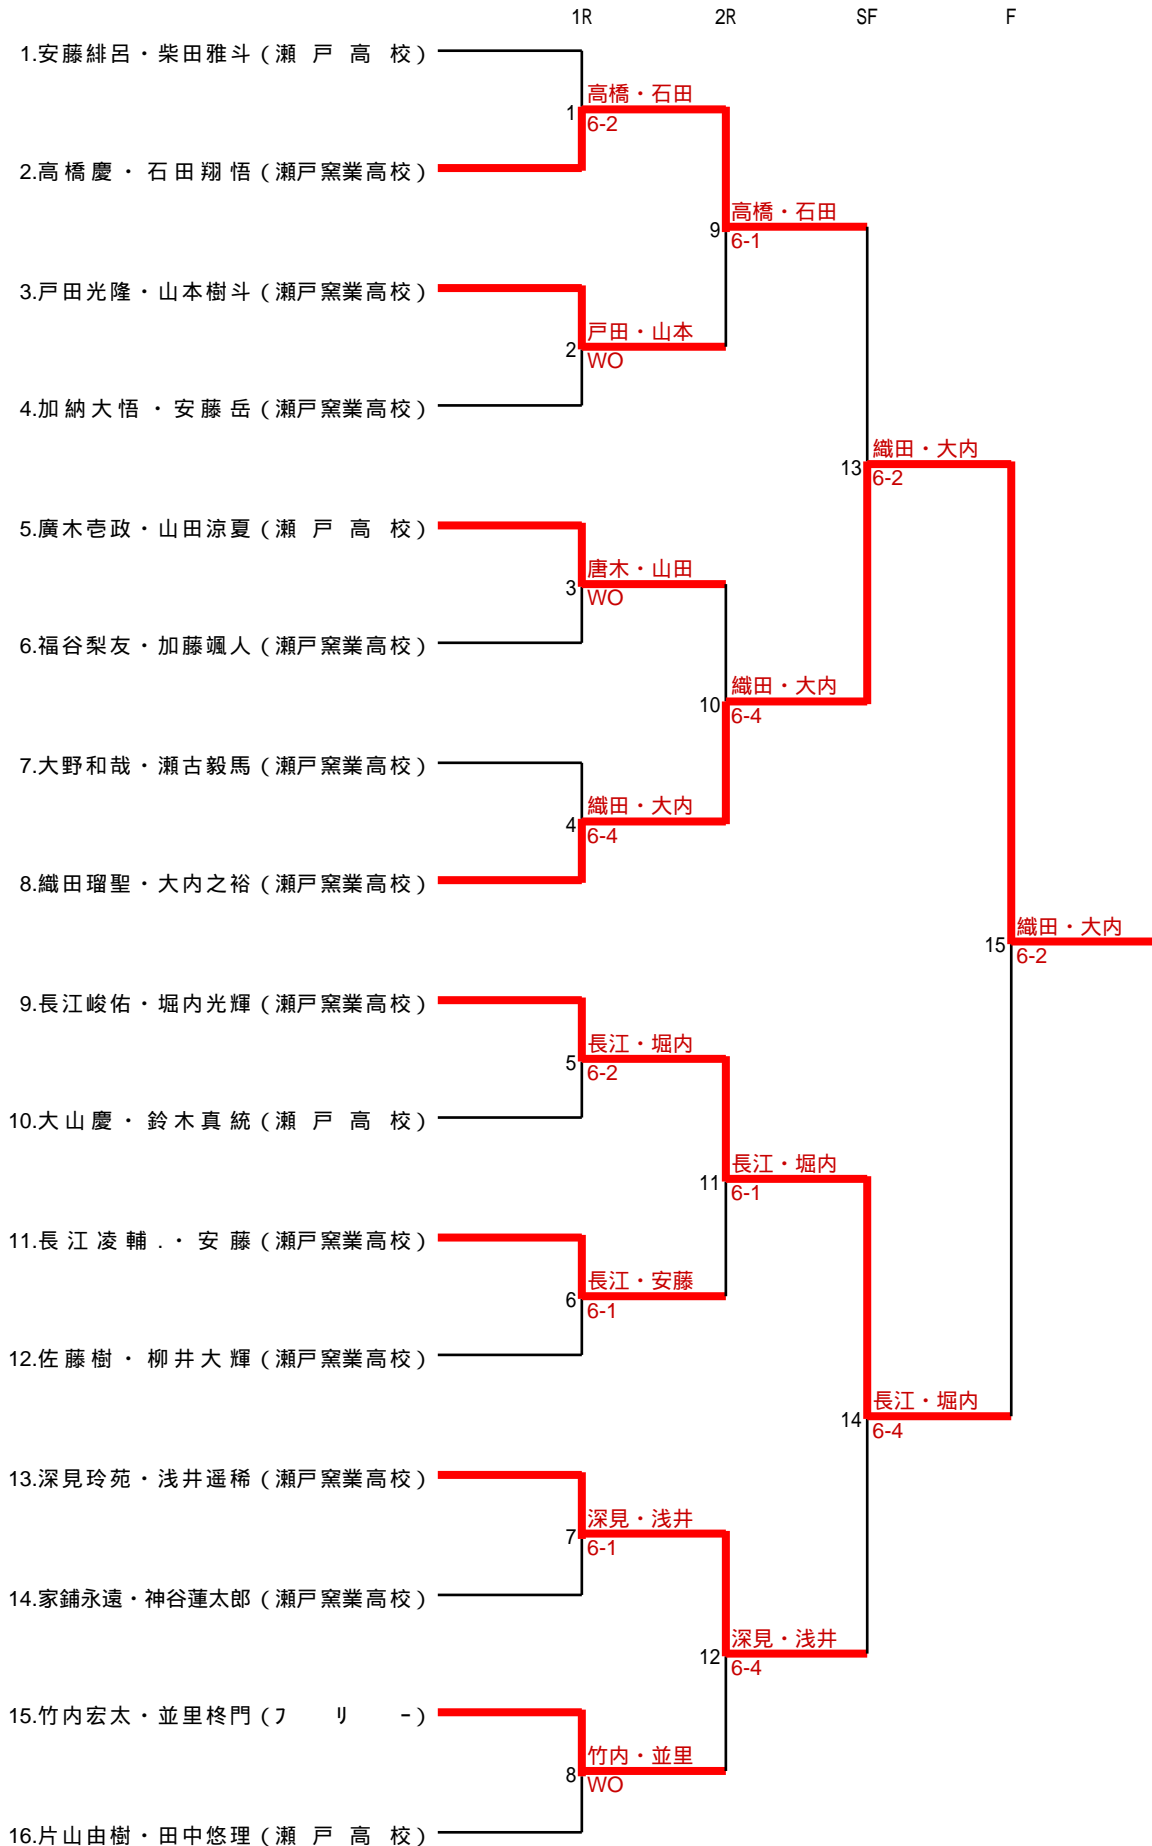 1R 2R SF F
1.安藤緋呂・柴田雅斗(瀬戸高校)
高橋・石田
1
6-2
2.高橋慶・石田翔悟(瀬戸窯業高校)
高橋・石田
9
6-1
3.戸田光隆・山本樹斗(瀬戸窯業高校)
戸田・山本
2
WO
4.加納大悟・安藤岳(瀬戸窯業高校)
織田・大内
13
6-2
5.廣木壱政・山田涼夏(瀬戸高校)
唐木・山田
3
WO
6.福谷梨友・加藤颯人(瀬戸窯業高校)
織田・大内
10
6-4
7.大野和哉・瀬古毅馬(瀬戸窯業高校)
織田・大内
4
6-4
8.織田瑠聖・大内之裕(瀬戸窯業高校)
織田・大内
15
6-2
9.長江峻佑・堀内光輝(瀬戸窯業高校)
長江・堀内
5
6-2
10.大山慶・鈴木真統(瀬戸高校)
長江・堀内
11
6-1
11.長江凌輔.・安藤(瀬戸窯業高校)
長江・安藤
6
6-1
12.佐藤樹・柳井大輝(瀬戸窯業高校)
長江・堀内
14
6-4
13.深見玲苑・浅井遥稀(瀬戸窯業高校)
深見・浅井
7
6-1
14.家鋪永遠・神谷蓮太郎(瀬戸窯業高校)
深見・浅井
12
6-4
15.竹内宏太・並里柊門(ﾌﾘｰ)
竹内・並里
8
WO
16.片山由樹・田中悠理(瀬戸高校)